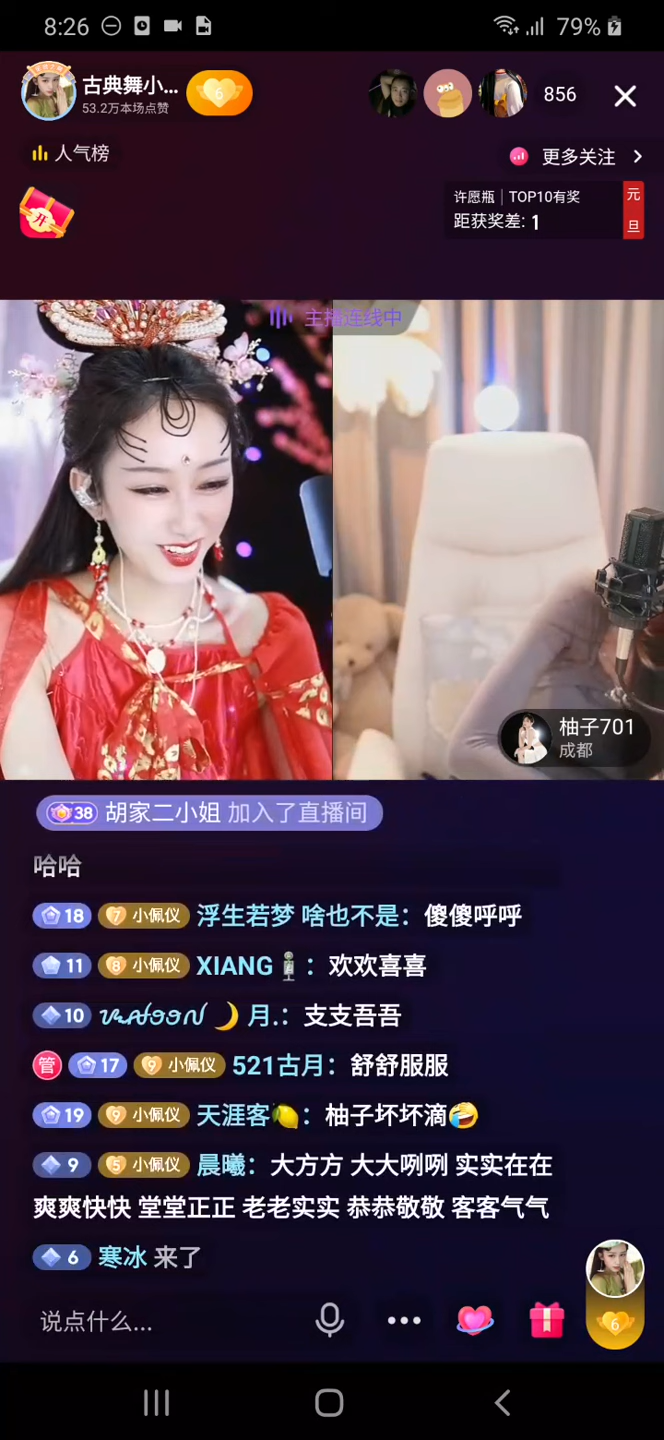 8:26
79%
古典舞小...
53.2万本场点赞
6
856
人气榜
更多关注
开
许愿瓶 | TOP10有奖
距获奖差: 1
元旦
主播连线中
柚子701
成都
38 胡家二小姐 加入了直播间
哈哈
18 7 小佩仪 浮生若梦 啥也不是: 傻傻呼呼
11 8 小佩仪 XIANG: 欢欢喜喜
10 月.: 支支吾吾
管 17 9 小佩仪 521古月: 舒舒服服
19 9 小佩仪 天涯客🍋: 柚子坏坏滴🤣
9 5 小佩仪 晨曦: 大方方 大大咧咧 实实在在
爽爽快快 堂堂正正 老老实实 恭恭敬敬 客客气气
6 寒冰 来了
说点什么...
6